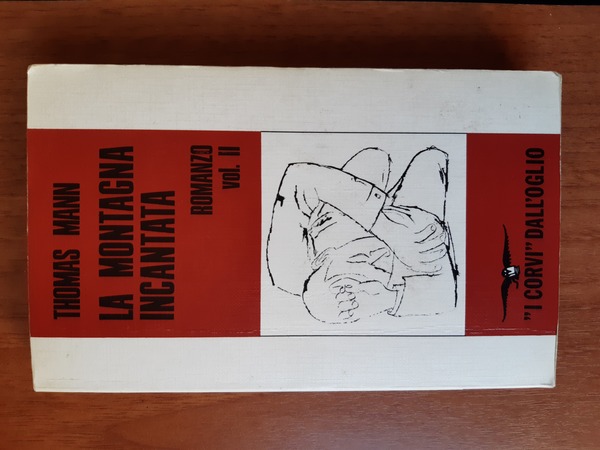 THOMAS MANN
LA MONTAGNA
INCANTATA
ROMANZO
vol. II
"I CORVI" DALL'OGLIO